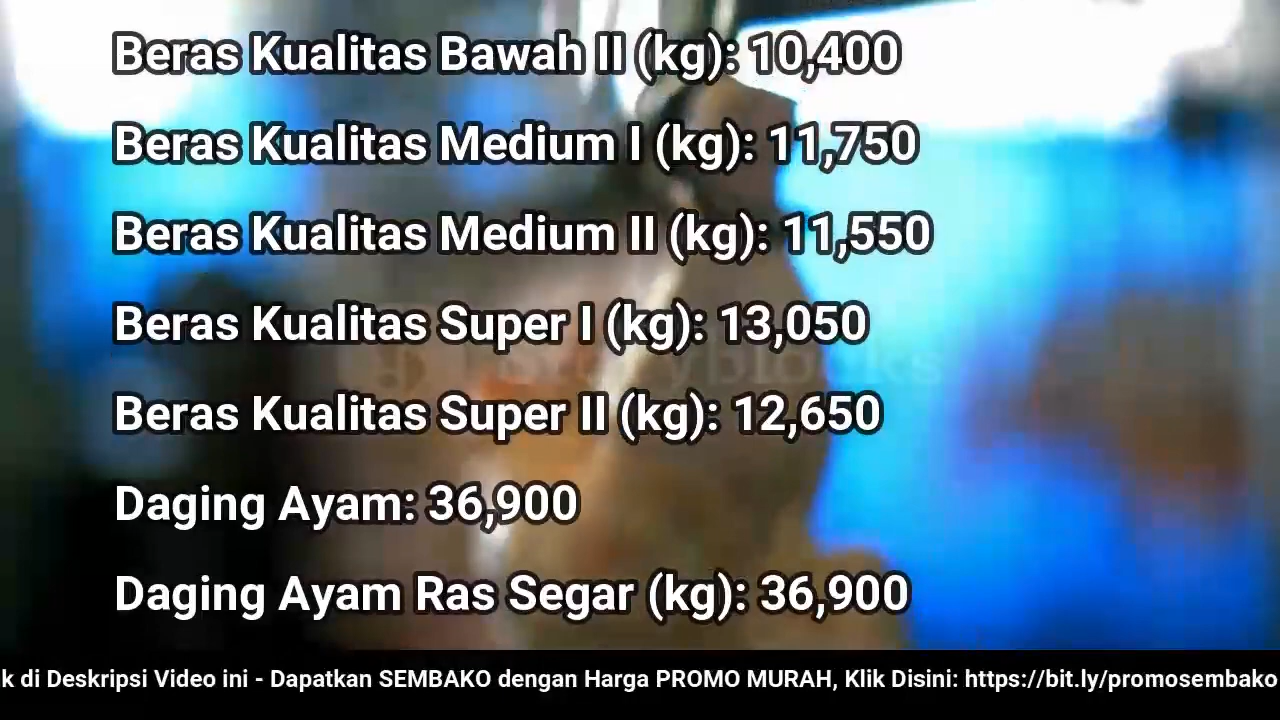 Beras Kualitas Bawah II (kg): 10,400
Beras Kualitas Medium I (kg): 11,750
Beras Kualitas Medium II (kg): 11,550
Beras Kualitas Super I (kg): 13,050
storyblocks
Beras Kualitas Super II (kg): 12,650
Daging Ayam: 36,900
Daging Ayam Ras Segar (kg): 36,900
k di Deskripsi Video ini - Dapatkan SEMBAKO dengan Harga PROMO MURAH, Klik Disini: https://bit.ly/promosembako